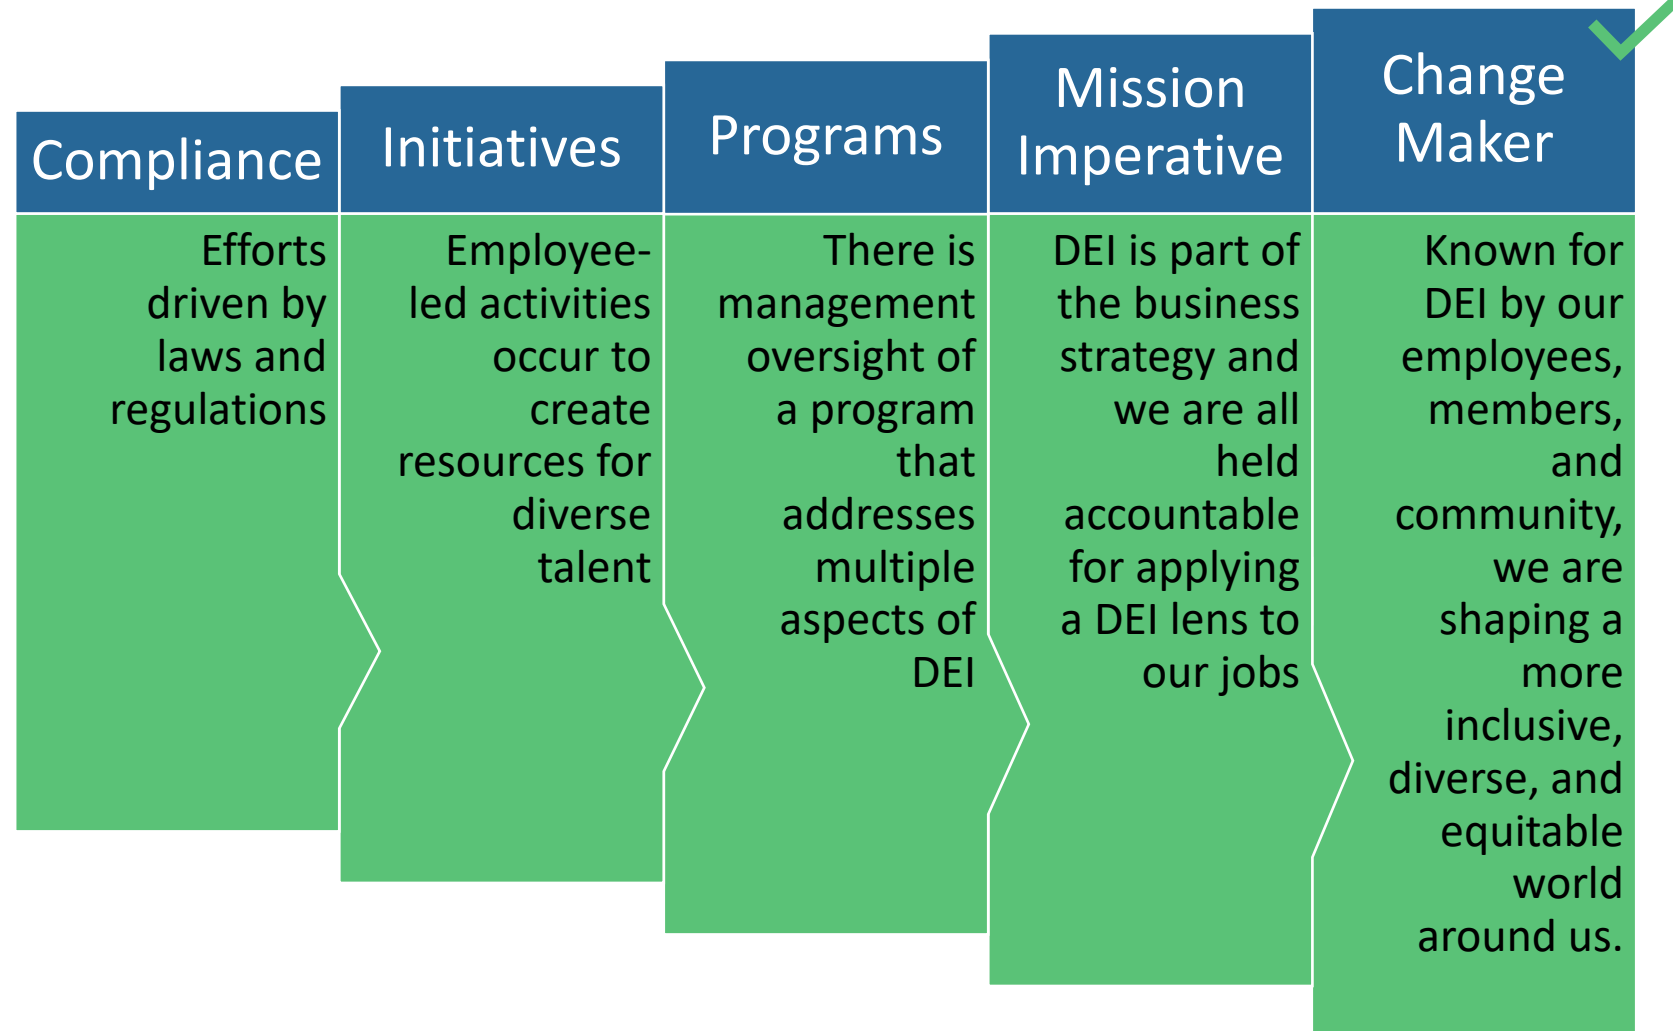 Compliance
Efforts
driven by
laws and
regulations
Initiatives
Employee-
led activities
occur to
create
resources for
diverse
talent
Programs
There is
management
oversight of
a program
that
addresses
multiple
aspects of
DEI
Mission
Imperative
DEI is part of
the business
strategy and
we are all
held
accountable
for applying
a DEI lens to
our jobs
Change
Maker
Known for
DEI by our
employees,
members,
and
community,
we are
shaping a
more
inclusive,
diverse, and
equitable
world
around us.